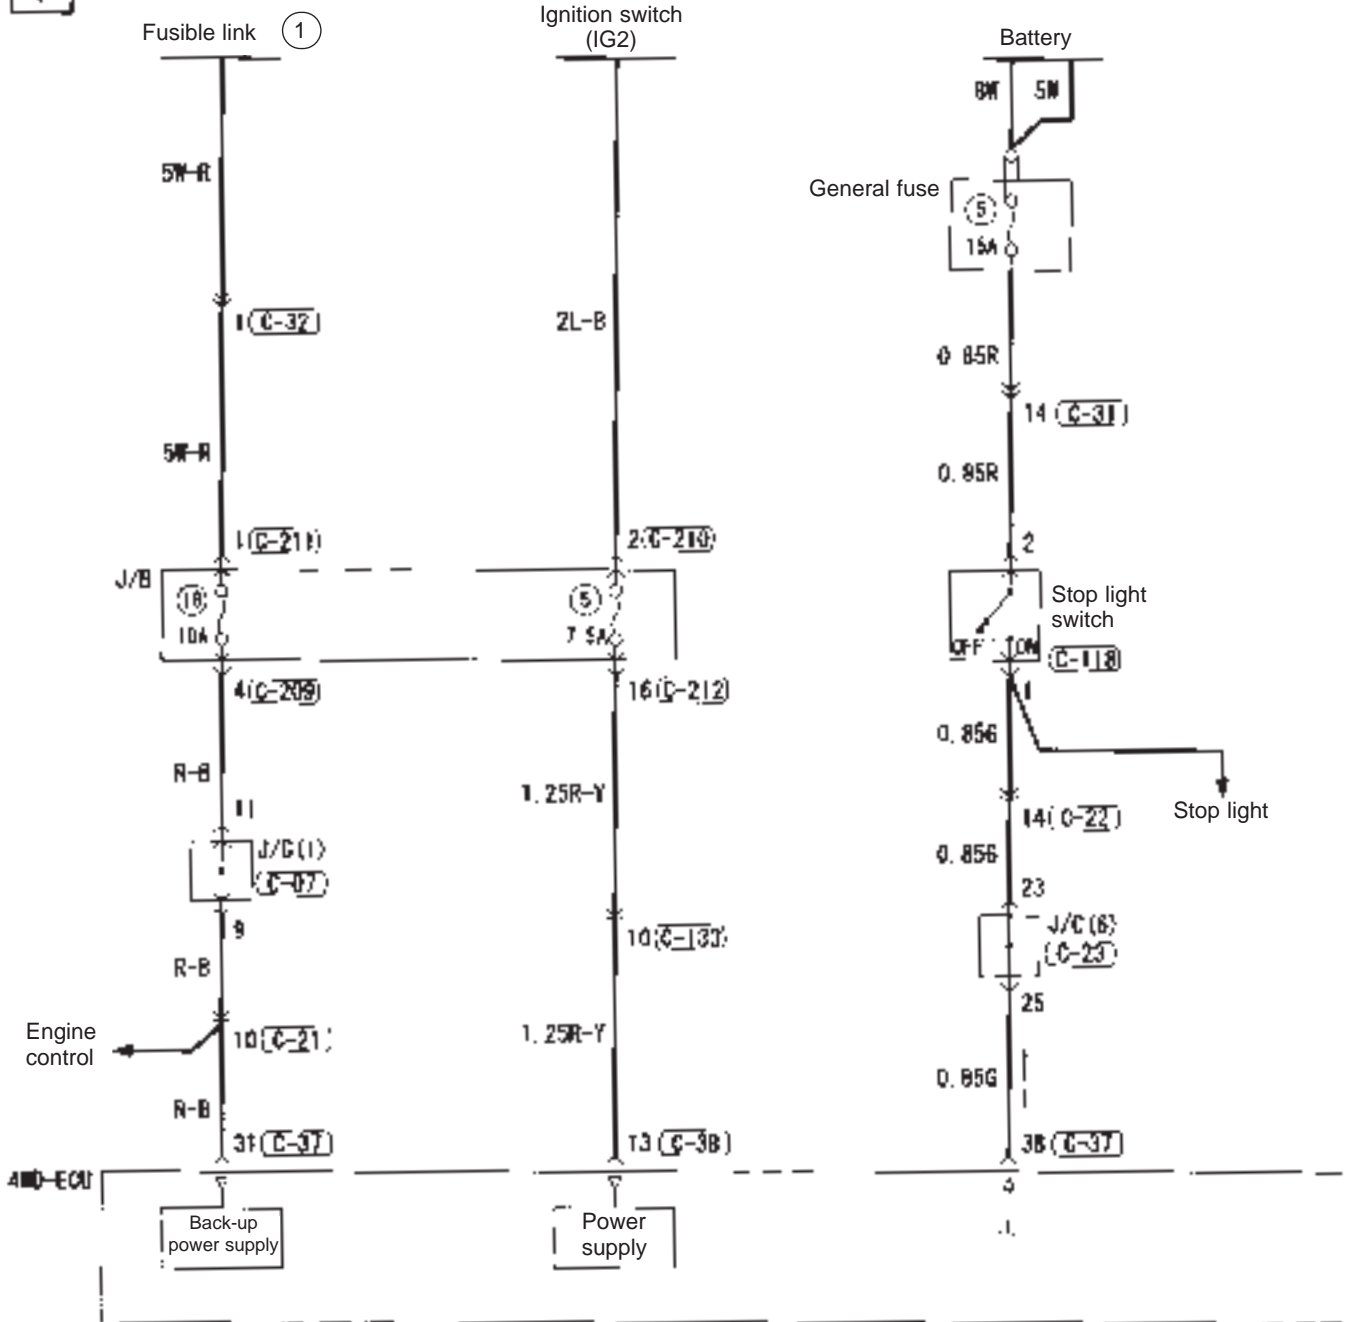 Fusible link 1
Ignition switch
(IG2)
Battery
8W 5W
5W-R
General fuse
5
15A
1 C-32
2L-B
0.85R
14 C-31
5W-R
0.85R
1 C-211
2 C-210
2
J/B
18
10A
5
7.5A
Stop light
switch
OFF ON
C-118
4 C-209
16 C-212
1
0.85G
R-B
1.25R-Y
11
Stop light
14 C-22
J/C(1)
C-07
0.85G
23
9
10 C-133
J/C(6)
C-23
R-B
25
Engine
control
10 C-21
1.25R-Y
0.85G
R-B
31 C-37
13 C-38
38 C-37
4WD-ECU
Back-up
power supply
Power
supply